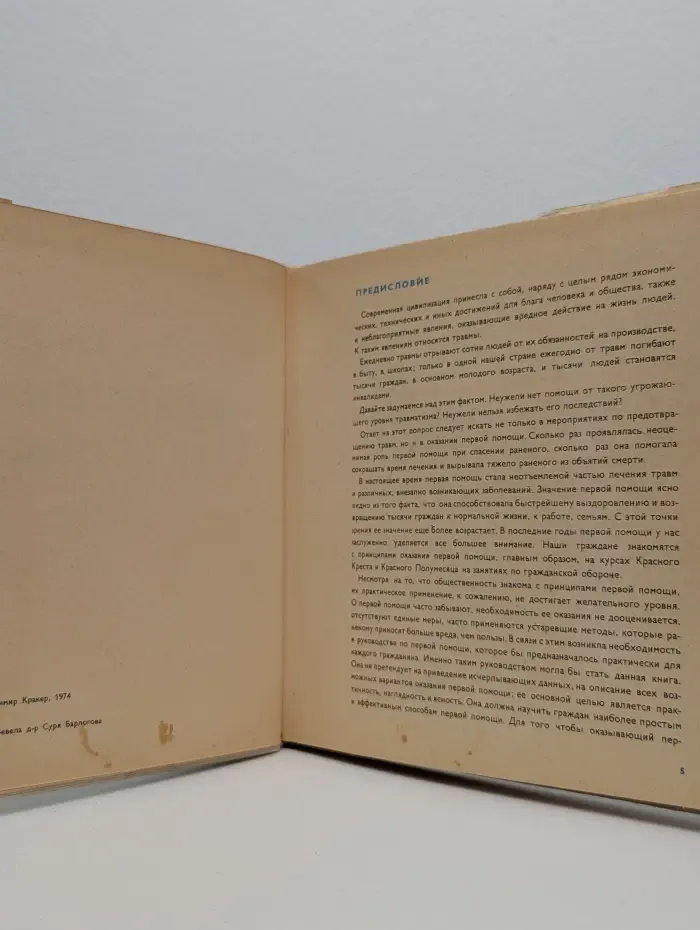 мир Кракер, 1974
ревела д-р Сура Барлогова
ПРЕДИСЛОВИЕ
Современная цивилизация принесла с собой, наряду с целым рядом экономи-
ческих, технических и иных достижений для блага человека и общества, также
и неблагоприятные явления, оказывающие вредное действие на жизнь людей.
К таким явлениям относятся травмы.
Ежедневно травмы отрывают сотни людей от их обязанностей на производстве,
в быту, в школах; только в одной нашей стране ежегодно от травм погибают
тысячи граждан, в основном молодого возраста, и тысячи людей становятся
инвалидами.
Давайте задумаемся над этим фактом. Неужели нет помощи от такого угрожаю-
щего уровня травматизма? Неужели нельзя избежать его последствий?
Ответ на этот вопрос следует искать не только в мероприятиях по предотвра-
щению травм, но и в оказании первой помощи. Сколько раз проявлялась неоце-
нимая роль первой помощи при спасении раненого, сколько раз она помогала
сокращать время лечения и вырывала тяжело раненого из объятий смерти.
В настоящее время первая помощь стала неотъемлемой частью лечения травм
и различных, внезапно возникающих заболеваний. Значение первой помощи ясно
видно из того факта, что она способствовала быстрейшему выздоровлению и воз-
вращению тысячи граждан к нормальной жизни, к работе, семьям. С этой точки
зрения ее значение еще более возрастает. В последние годы первой помощи у нас
заслуженно уделяется все большее внимание. Наши граждане знакомятся
с принципами оказания первой помощи, главным образом, на курсах Красного
Креста и Красного Полумесяца на занятиях по гражданской обороне.
Несмотря на то, что общественность знакома с принципами первой помощи,
их практическое применение, к сожалению, не достигает желательного уровня.
О первой помощи часто забывают, необходимость ее оказания не дооценивается,
отсутствуют единые меры, часто применяются устаревшие методы, которые ра-
неному приносят больше вреда, чем пользы. В связи с этим возникла необходимость
в руководстве по первой помощи, которое бы предназначалось практически для
каждого гражданина. Именно таким руководством могла бы стать данная книга.
Она не претендует на приведение исчерпывающих данных, на описание всех воз-
можных вариантов оказания первой помощи; ее основной целью является прак-
тичность, наглядность и ясность. Она должна научить граждан наиболее простым
и эффективным способам первой помощи. Для того чтобы оказывающий пер-
5